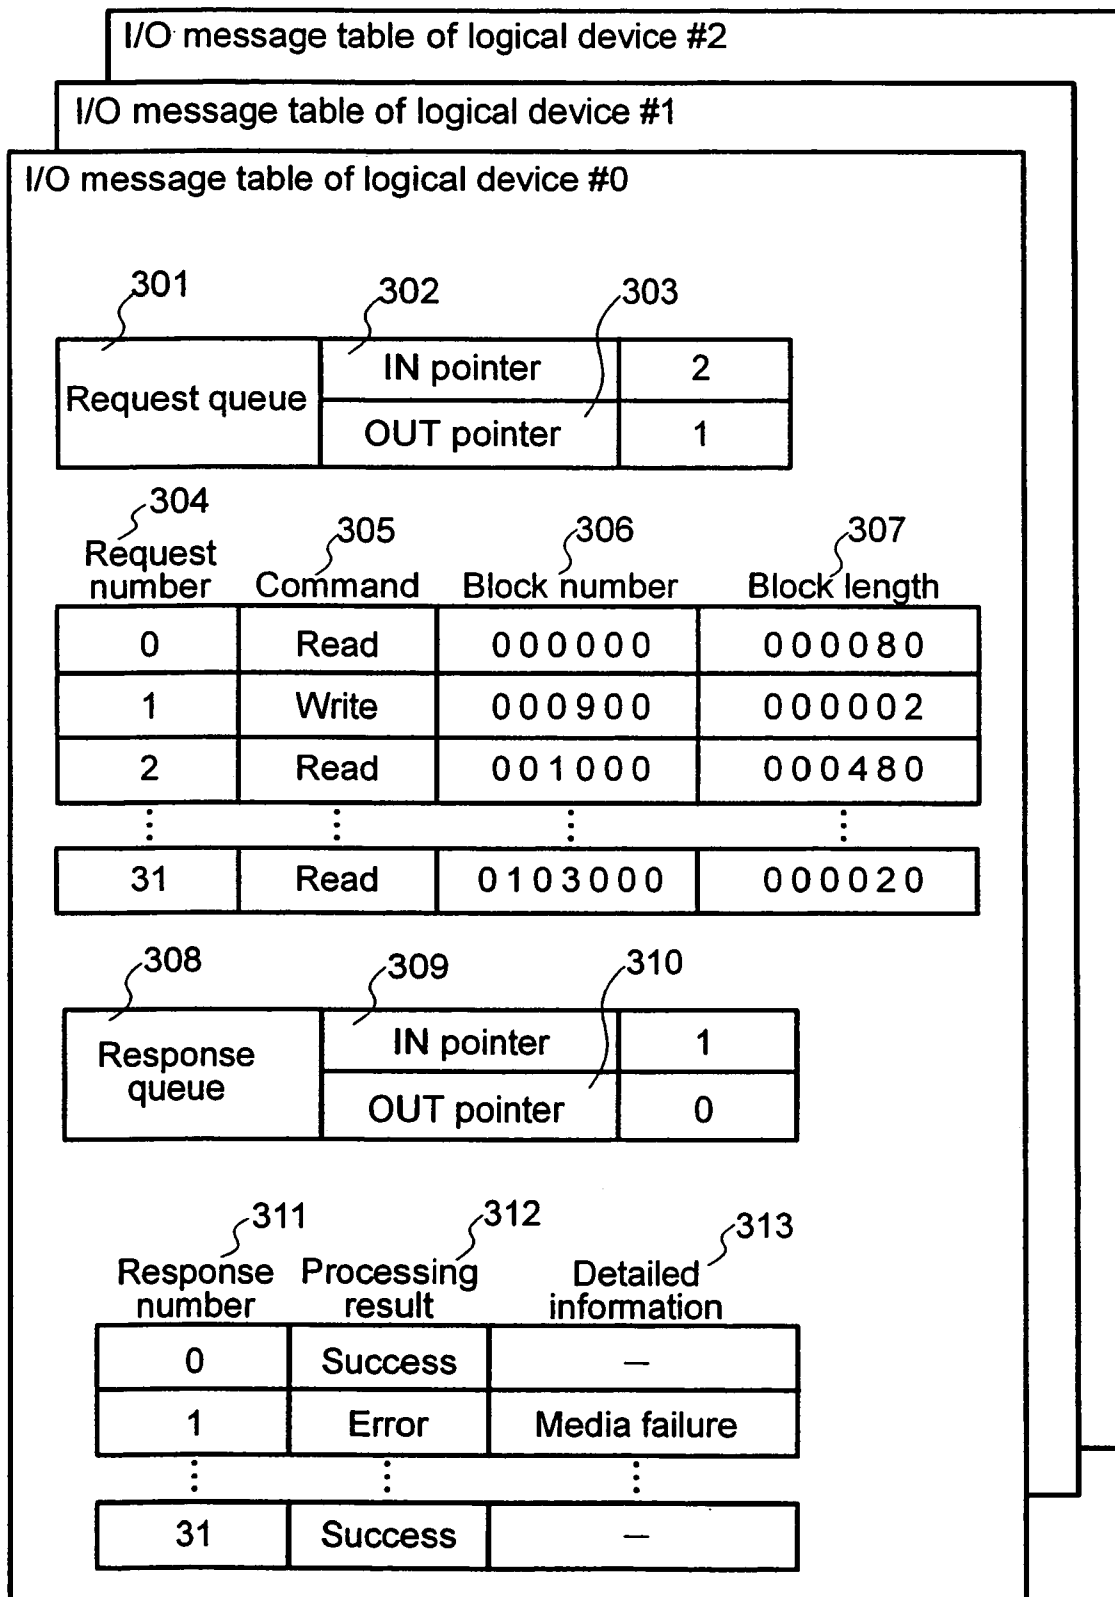 I/O message table of logical device #2
I/O message table of logical device #1
I/O message table of logical device #0
301 302 303
Request queue IN pointer 2
OUT pointer 1
304 305 306 307
Request
number Command Block number Block length
0 Read 000000 000080
1 Write 000900 000002
2 Read 001000 000480
31 Read 0103000 000020
308 309 310
Response
queue
IN pointer 1
OUT pointer 0
311 312 313
Response Processing Detailed
number result information
0 Success –
1 Error Media failure
31 Success –